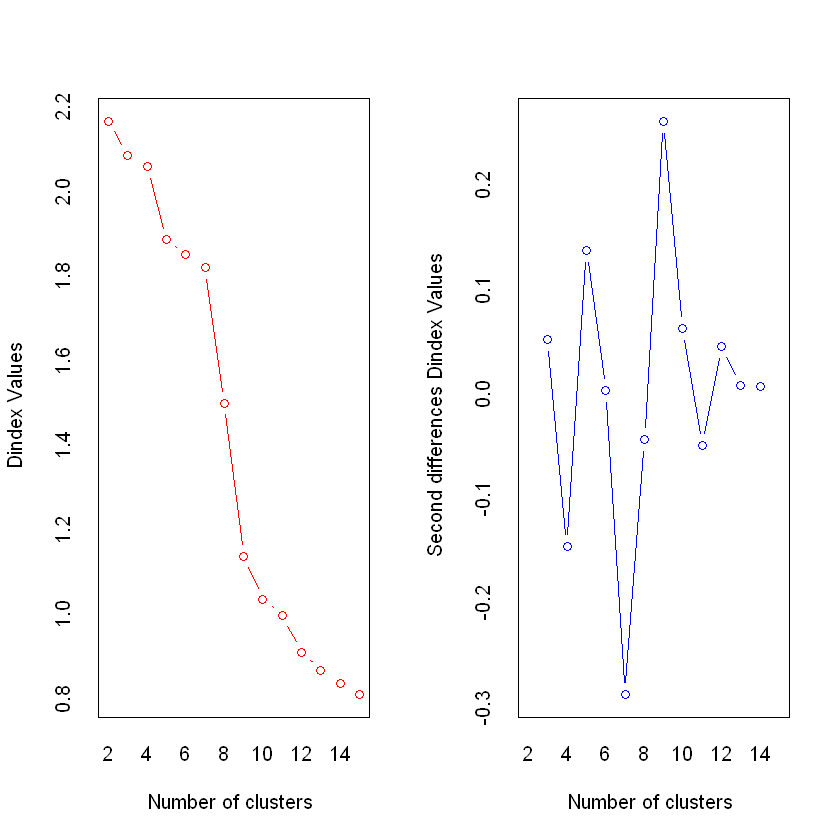 Dindex Values
2.2
2.0
1.8
1.6
1.4
1.2
1.0
0.8
2 4 6 8 10 12 14
Number of clusters
Second differences Dindex Values
0.2
0.1
0.0
-0.1
-0.2
-0.3
2 4 6 8 10 12 14
Number of clusters